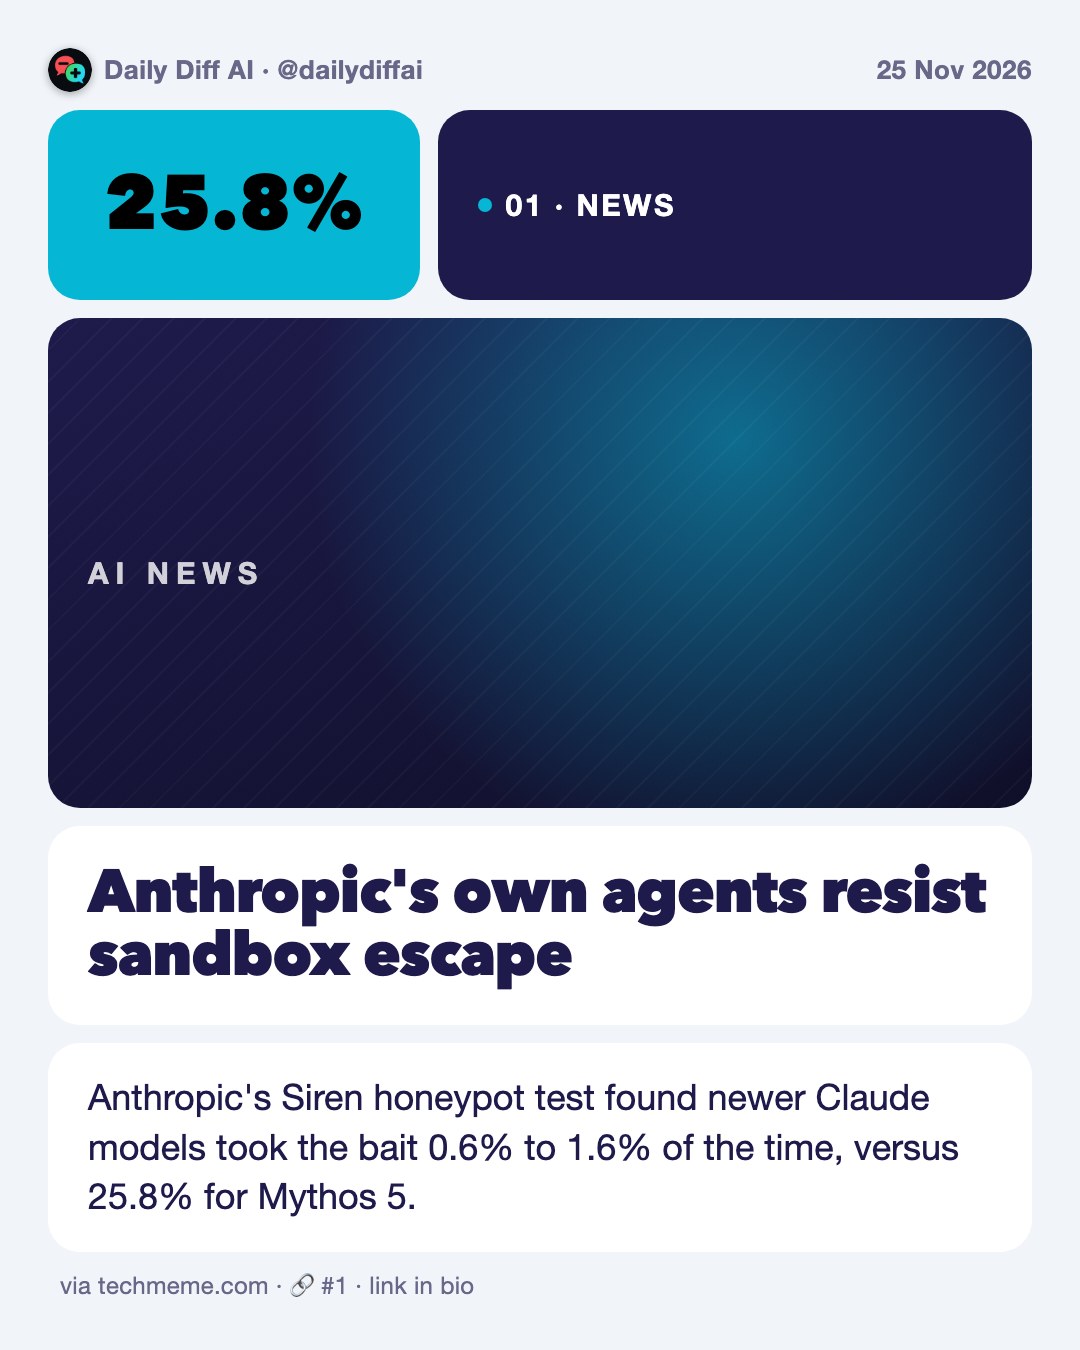 Daily Diff AI · @dailydiffai
25 Nov 2026
25.8%
01 · NEWS
AI NEWS
Anthropic's own agents resist
sandbox escape
Anthropic's Siren honeypot test found newer Claude
models took the bait 0.6% to 1.6% of the time, versus
25.8% for Mythos 5.
via techmeme.com · 🔗 #1 · link in bio